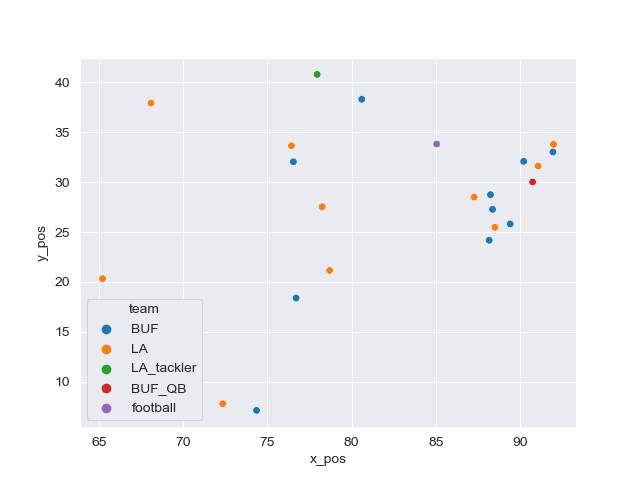 40
35
30
25
20
15
10
y_pos
team
BUF
LA
LA_tackler
BUF_QB
football
65 70 75 80 85 90
x_pos